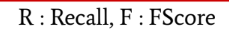 R : Recall, F : FScore